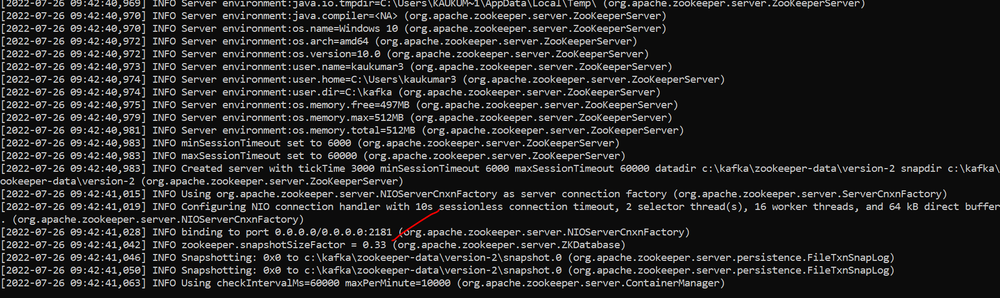 [2022-07-26 09:42:40,969] INFO Server environment:java.io.tmpdir=C:\Users\KAUKUM~1\AppData\Local\Temp\ (org.apache.zookeeper.server.ZooKeeperServer)
[2022-07-26 09:42:40,970] INFO Server environment:java.compiler=<NA> (org.apache.zookeeper.server.ZooKeeperServer)
[2022-07-26 09:42:40,970] INFO Server environment:os.name=Windows 10 (org.apache.zookeeper.server.ZooKeeperServer)
[2022-07-26 09:42:40,972] INFO Server environment:os.arch=amd64 (org.apache.zookeeper.server.ZooKeeperServer)
[2022-07-26 09:42:40,972] INFO Server environment:os.version=10.0 (org.apache.zookeeper.server.ZooKeeperServer)
[2022-07-26 09:42:40,973] INFO Server environment:user.name=kaukumar3 (org.apache.zookeeper.server.ZooKeeperServer)
[2022-07-26 09:42:40,974] INFO Server environment:user.home=C:\Users\kaukumar3 (org.apache.zookeeper.server.ZooKeeperServer)
[2022-07-26 09:42:40,974] INFO Server environment:user.dir=C:\kafka (org.apache.zookeeper.server.ZooKeeperServer)
[2022-07-26 09:42:40,975] INFO Server environment:os.memory.free=497MB (org.apache.zookeeper.server.ZooKeeperServer)
[2022-07-26 09:42:40,979] INFO Server environment:os.memory.max=512MB (org.apache.zookeeper.server.ZooKeeperServer)
[2022-07-26 09:42:40,981] INFO Server environment:os.memory.total=512MB (org.apache.zookeeper.server.ZooKeeperServer)
[2022-07-26 09:42:40,983] INFO minSessionTimeout set to 6000 (org.apache.zookeeper.server.ZooKeeperServer)
[2022-07-26 09:42:40,983] INFO maxSessionTimeout set to 60000 (org.apache.zookeeper.server.ZooKeeperServer)
[2022-07-26 09:42:40,983] INFO Created server with tickTime 3000 minSessionTimeout 6000 maxSessionTimeout 60000 datadir c:\kafka\zookeeper-data\version-2 snapdir c:\kafka\
ookeeper-data\version-2 (org.apache.zookeeper.server.ZooKeeperServer)
[2022-07-26 09:42:41,015] INFO Using org.apache.zookeeper.server.NIOServerCnxnFactory as server connection factory (org.apache.zookeeper.server.ServerCnxnFactory)
[2022-07-26 09:42:41,019] INFO Configuring NIO connection handler with 10s sessionless connection timeout, 2 selector thread(s), 16 worker threads, and 64 kB direct buffer
. (org.apache.zookeeper.server.NIOServerCnxnFactory)
[2022-07-26 09:42:41,028] INFO binding to port 0.0.0.0/0.0.0.0:2181 (org.apache.zookeeper.server.NIOServerCnxnFactory)
[2022-07-26 09:42:41,042] INFO zookeeper.snapshotSizeFactor = 0.33 (org.apache.zookeeper.server.ZKDatabase)
[2022-07-26 09:42:41,046] INFO Snapshotting: 0x0 to c:\kafka\zookeeper-data\version-2\snapshot.0 (org.apache.zookeeper.server.persistence.FileTxnSnapLog)
[2022-07-26 09:42:41,050] INFO Snapshotting: 0x0 to c:\kafka\zookeeper-data\version-2\snapshot.0 (org.apache.zookeeper.server.persistence.FileTxnSnapLog)
[2022-07-26 09:42:41,063] INFO Using checkIntervalMs=60000 maxPerMinute=10000 (org.apache.zookeeper.server.ContainerManager)